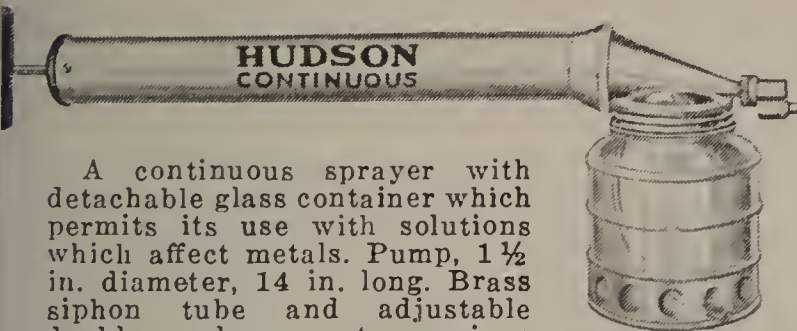 HUDSON
CONTINUOUS
A continuous sprayer with
detachable glass container which
permits its use with solutions
which affect metals. Pump, 1½
in. diameter, 14 in. long. Brass
siphon tube and adjustable